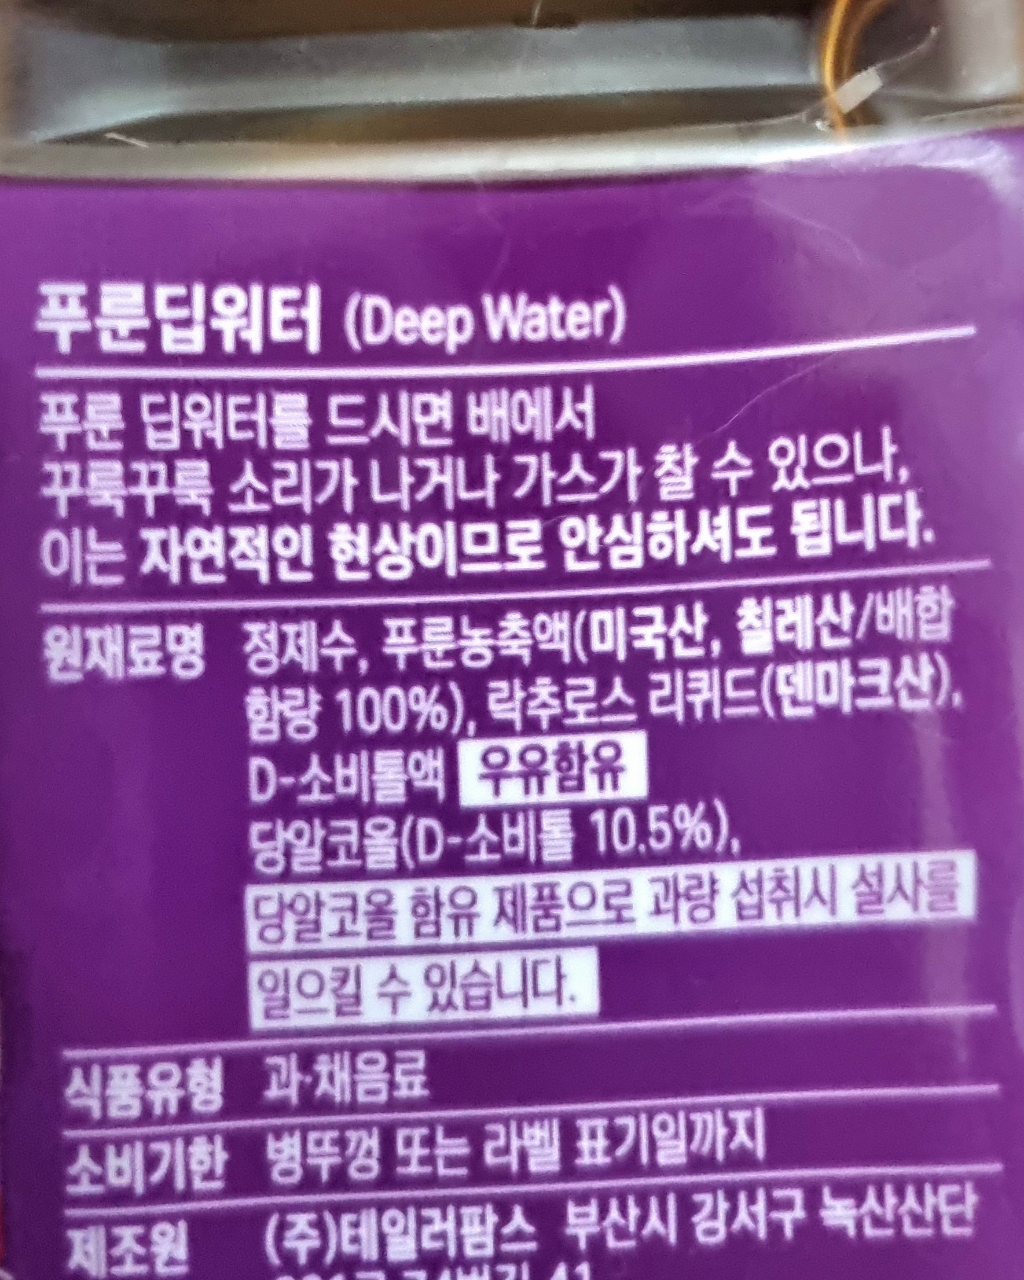 푸룬딥워터 (Deep Water)
푸룬 딥워터를 드시면 배에서
꾸룩꾸룩 소리가 나거나 가스가 찰 수 있으나,
이는 자연적인 현상이므로 안심하셔도 됩니다.
원재료명 정제수, 푸룬농축액(미국산, 칠레산/배합
함량 100%), 락추로스 리퀴드(덴마크산),
D-소비톨액 우유함유
당알코올(D-소비톨 10.5%),
당알코올 함유 제품으로 과량 섭취시 설사를
일으킬 수 있습니다.
식품유형 과·채음료
소비기한 병뚜껑 또는 라벨 표기일까지
제조원 (주)테일러팜스 부산시 강서구 녹산산단